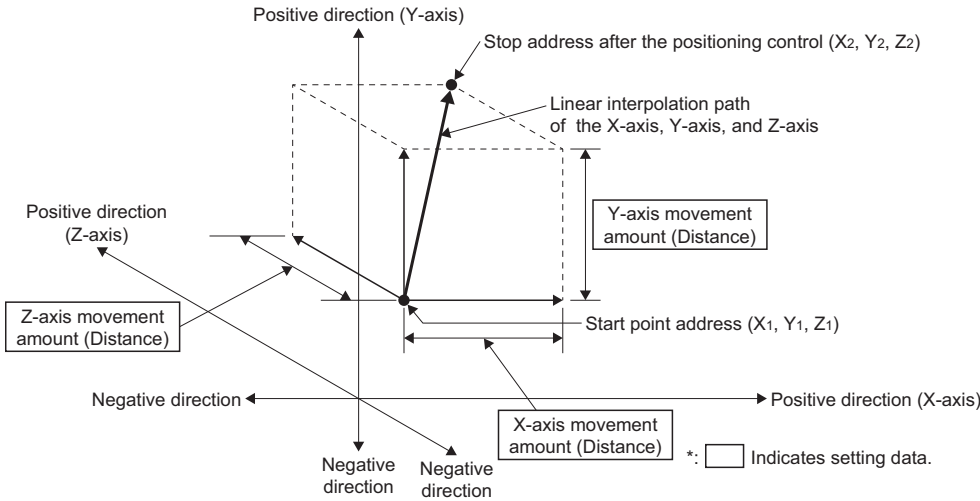 Positive direction (Y-axis)
Stop address after the positioning control (X2, Y2, Z2)
Linear interpolation path
of the X-axis, Y-axis, and Z-axis
Positive direction
(Z-axis)
Y-axis movement
amount (Distance)
Z-axis movement
amount (Distance)
Start point address (X1, Y1, Z1)
Negative direction
Positive direction (X-axis)
X-axis movement
amount (Distance)
Negative
direction
Negative
direction
*: Indicates setting data.